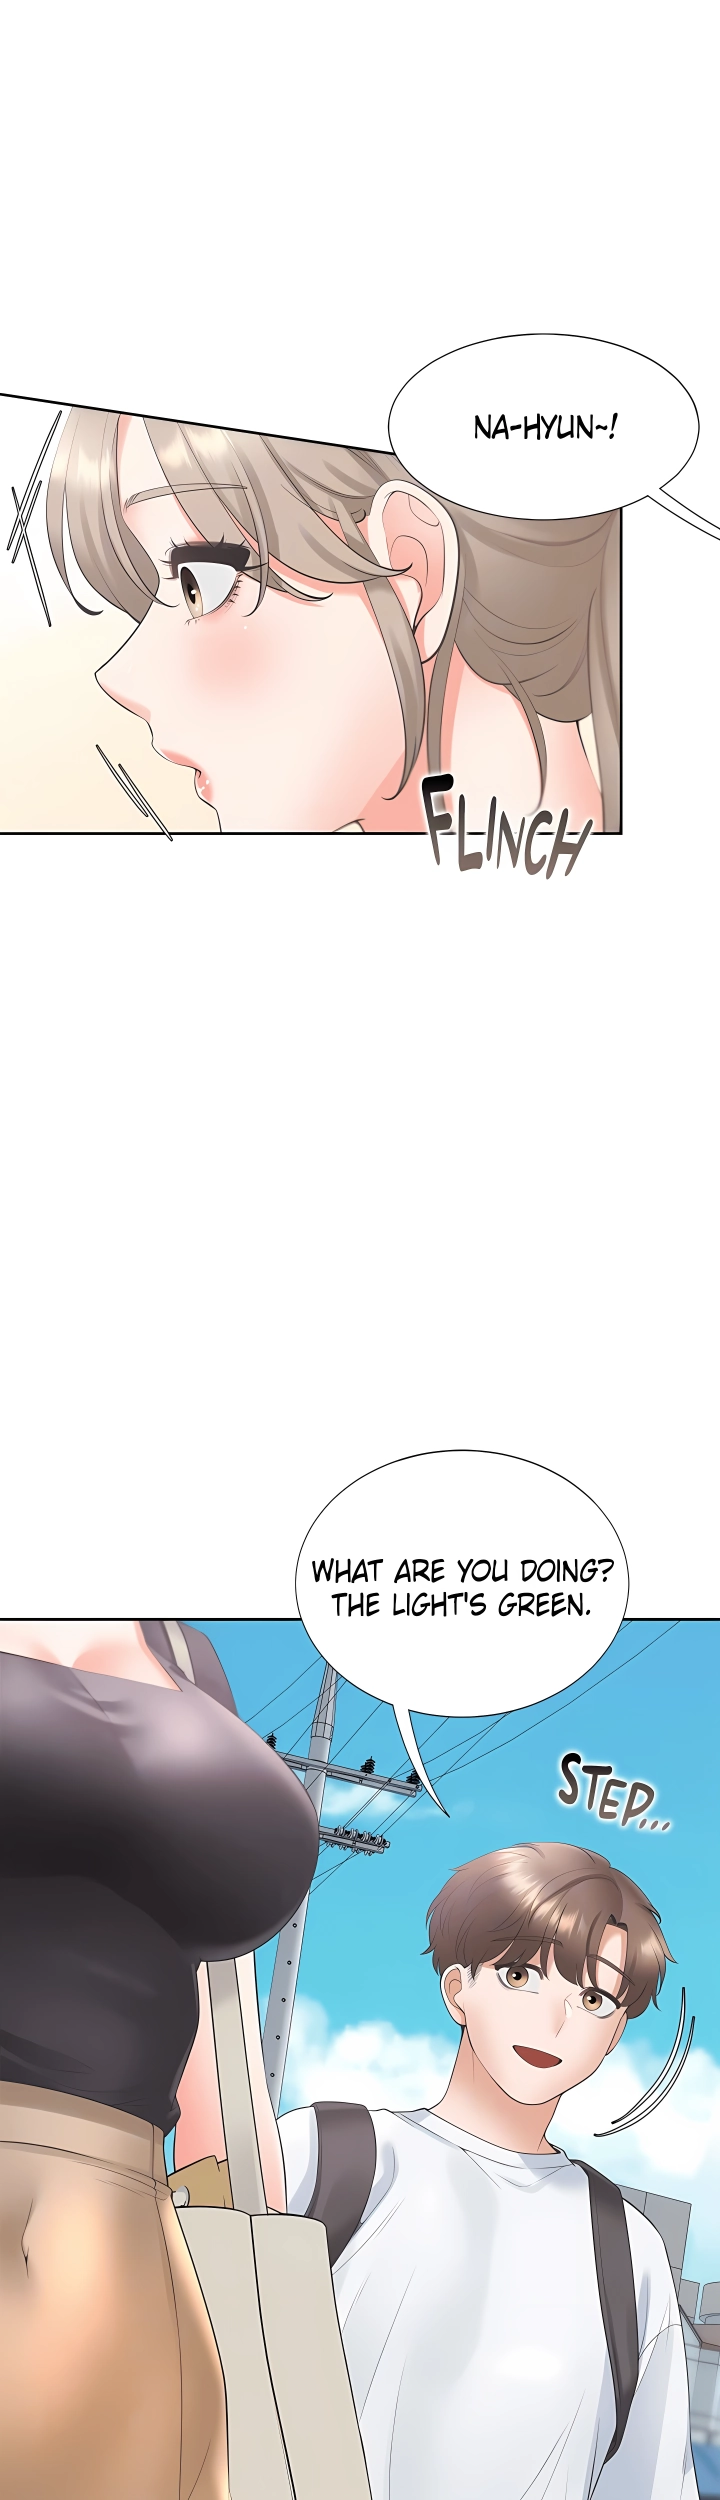 NA-HYUN~!
FLINCH
WHAT ARE YOU DOING?
THE LIGHT'S GREEN.
STEP...